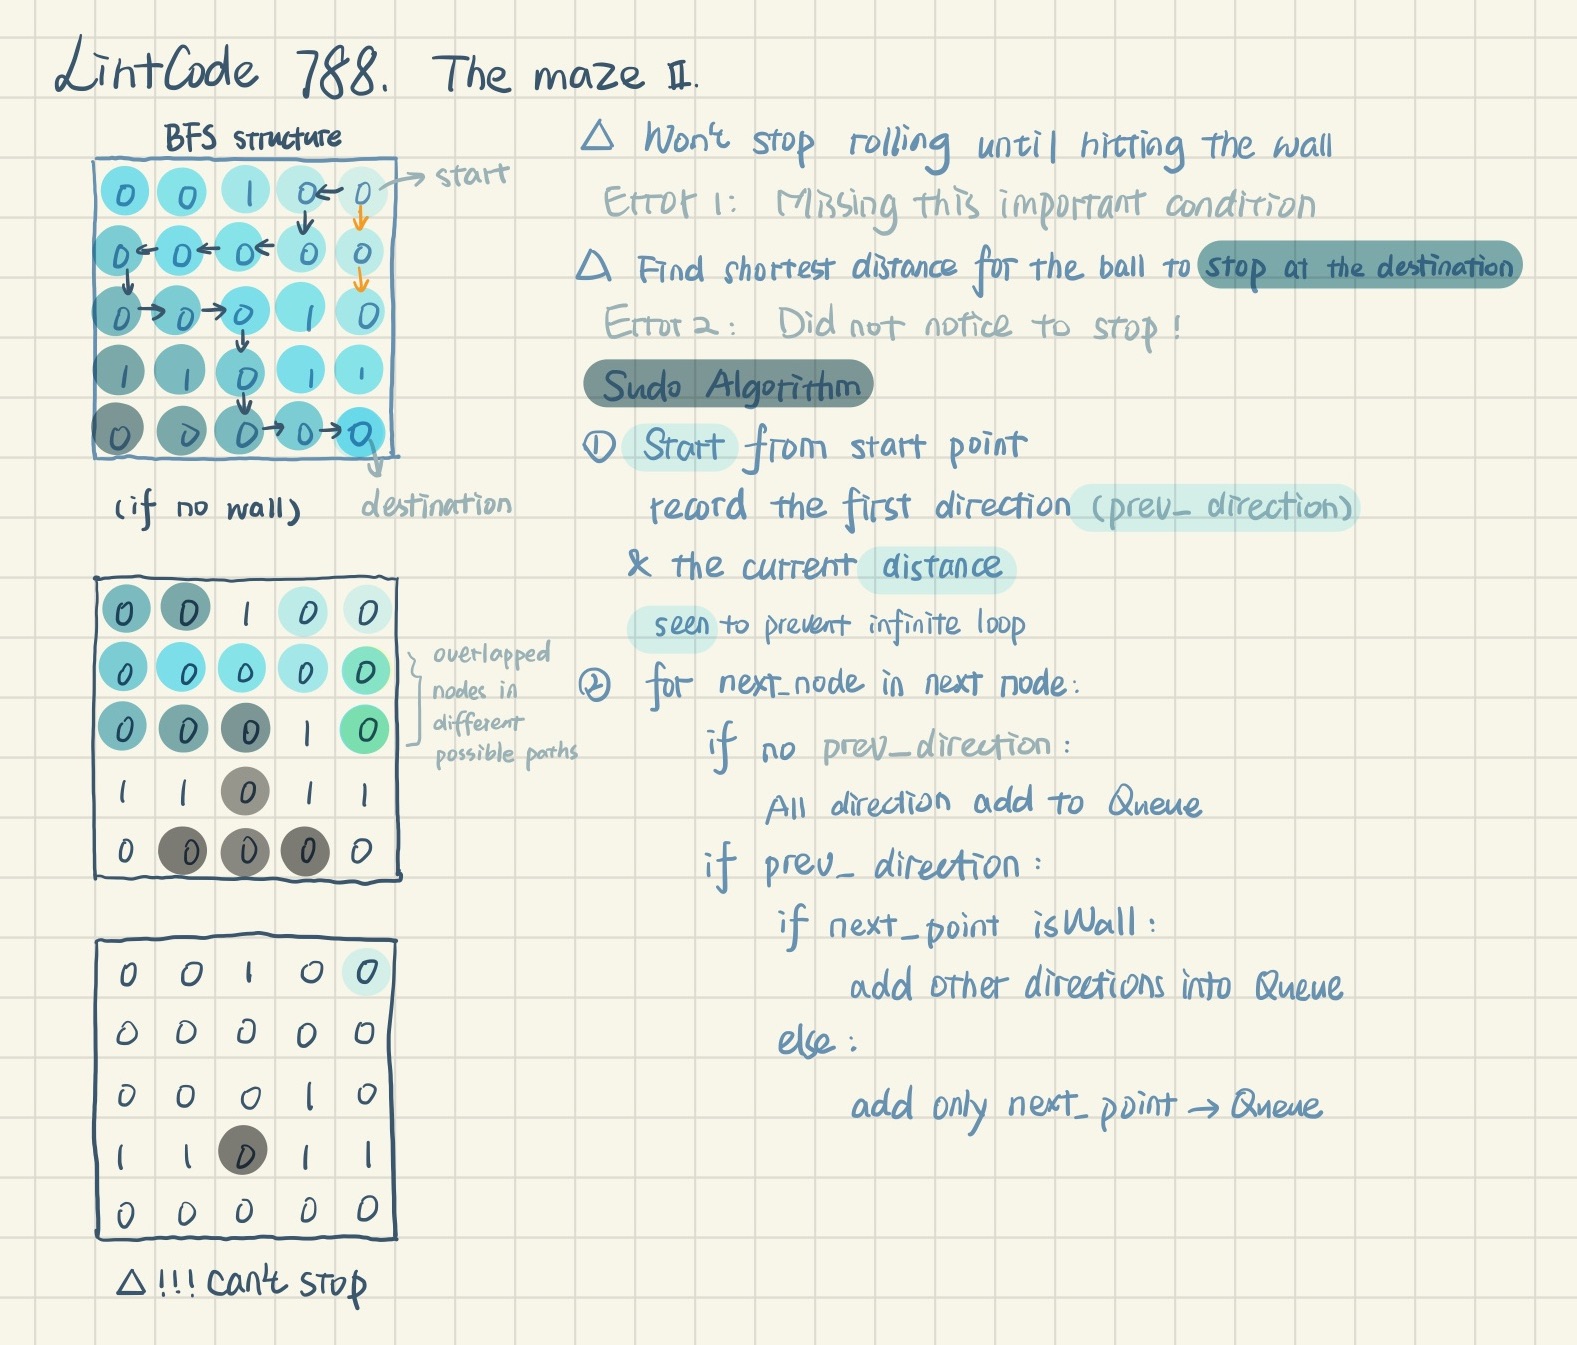 LintCode 788. The maze II.
BFS structure
0 0 1 0 0
start
0 0 0 0 0
0 0 0 1 0
1 1 0 1 1
0 0 0 0 0
(if no wall)
destination
0 0 1 0 0
0 0 0 0 0
0 0 0 1 0
1 1 0 1 1
0 0 0 0 0
overlapped
nodes in
different
possible paths
0 0 1 0 0
0 0 0 0 0
0 0 0 1 0
1 1 0 1 1
0 0 0 0 0
△ !!! Can't stop
△ Won't stop rolling until hitting the wall
Error 1: Missing this important condition
△ Find shortest distance for the ball to stop at the destination
Error 2: Did not notice to stop!
Sudo Algorithm
① Start from start point
record the first direction (prev_ direction)
& the current distance
seen to prevent infinite loop
② for next_node in next node:
if no prev_direction:
All direction add to Queue
if prev_ direction:
if next_point isWall:
add other directions into Queue
else:
add only next_ point → Queue